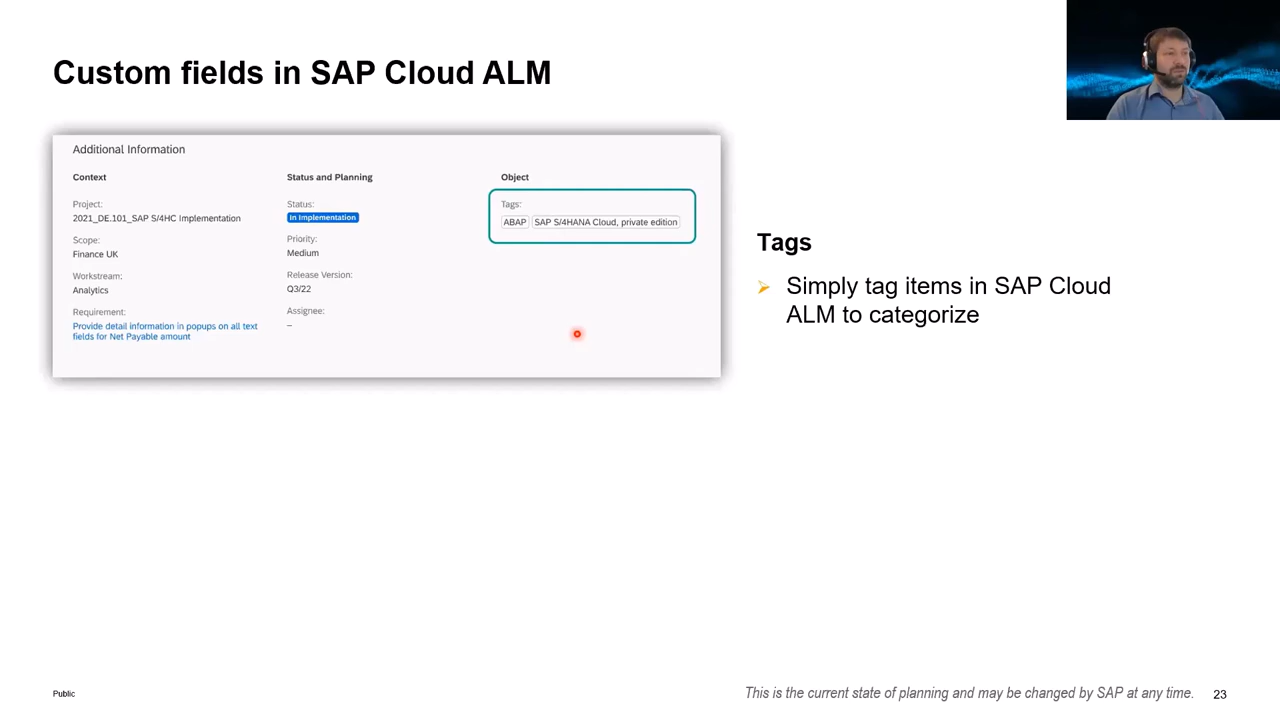 Custom fields in SAP Cloud ALM
Additional Information
Context
Project:
2021_DE.101_SAP S/4HC Implementation
Scope:
Finance UK
Workstream:
Analytics
Requirement:
Provide detail information in popups on all text
fields for Net Payable amount
Status and Planning
Status:
In Implementation
Priority:
Medium
Release Version:
Q3/22
Assignee:
–
Object
Tags:
ABAP SAP S/4HANA Cloud, private edition
Tags
Simply tag items in SAP Cloud
ALM to categorize
Public
This is the current state of planning and may be changed by SAP at any time.
23